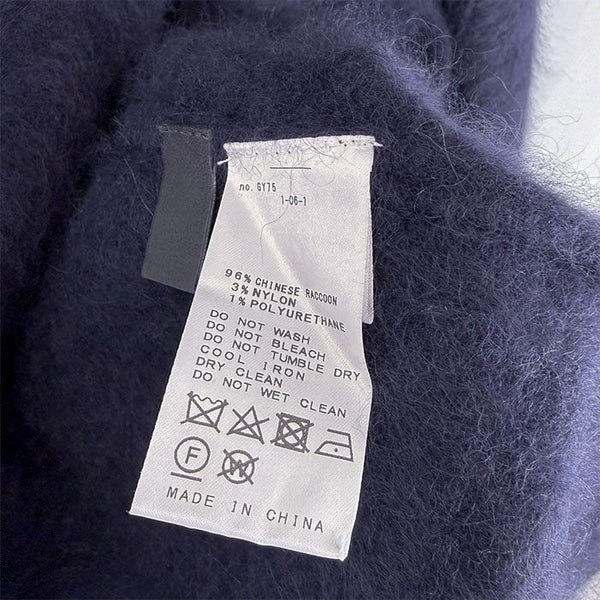 no. GY75
1-06-1
96% CHINESE RACCOON
3% NYLON
1% POLYURETHANE
DO NOT WASH
DO NOT BLEACH
DO NOT TUMBLE DRY
COOL IRON
DRY CLEAN
DO NOT WET CLEAN
F W
MADE IN CHINA